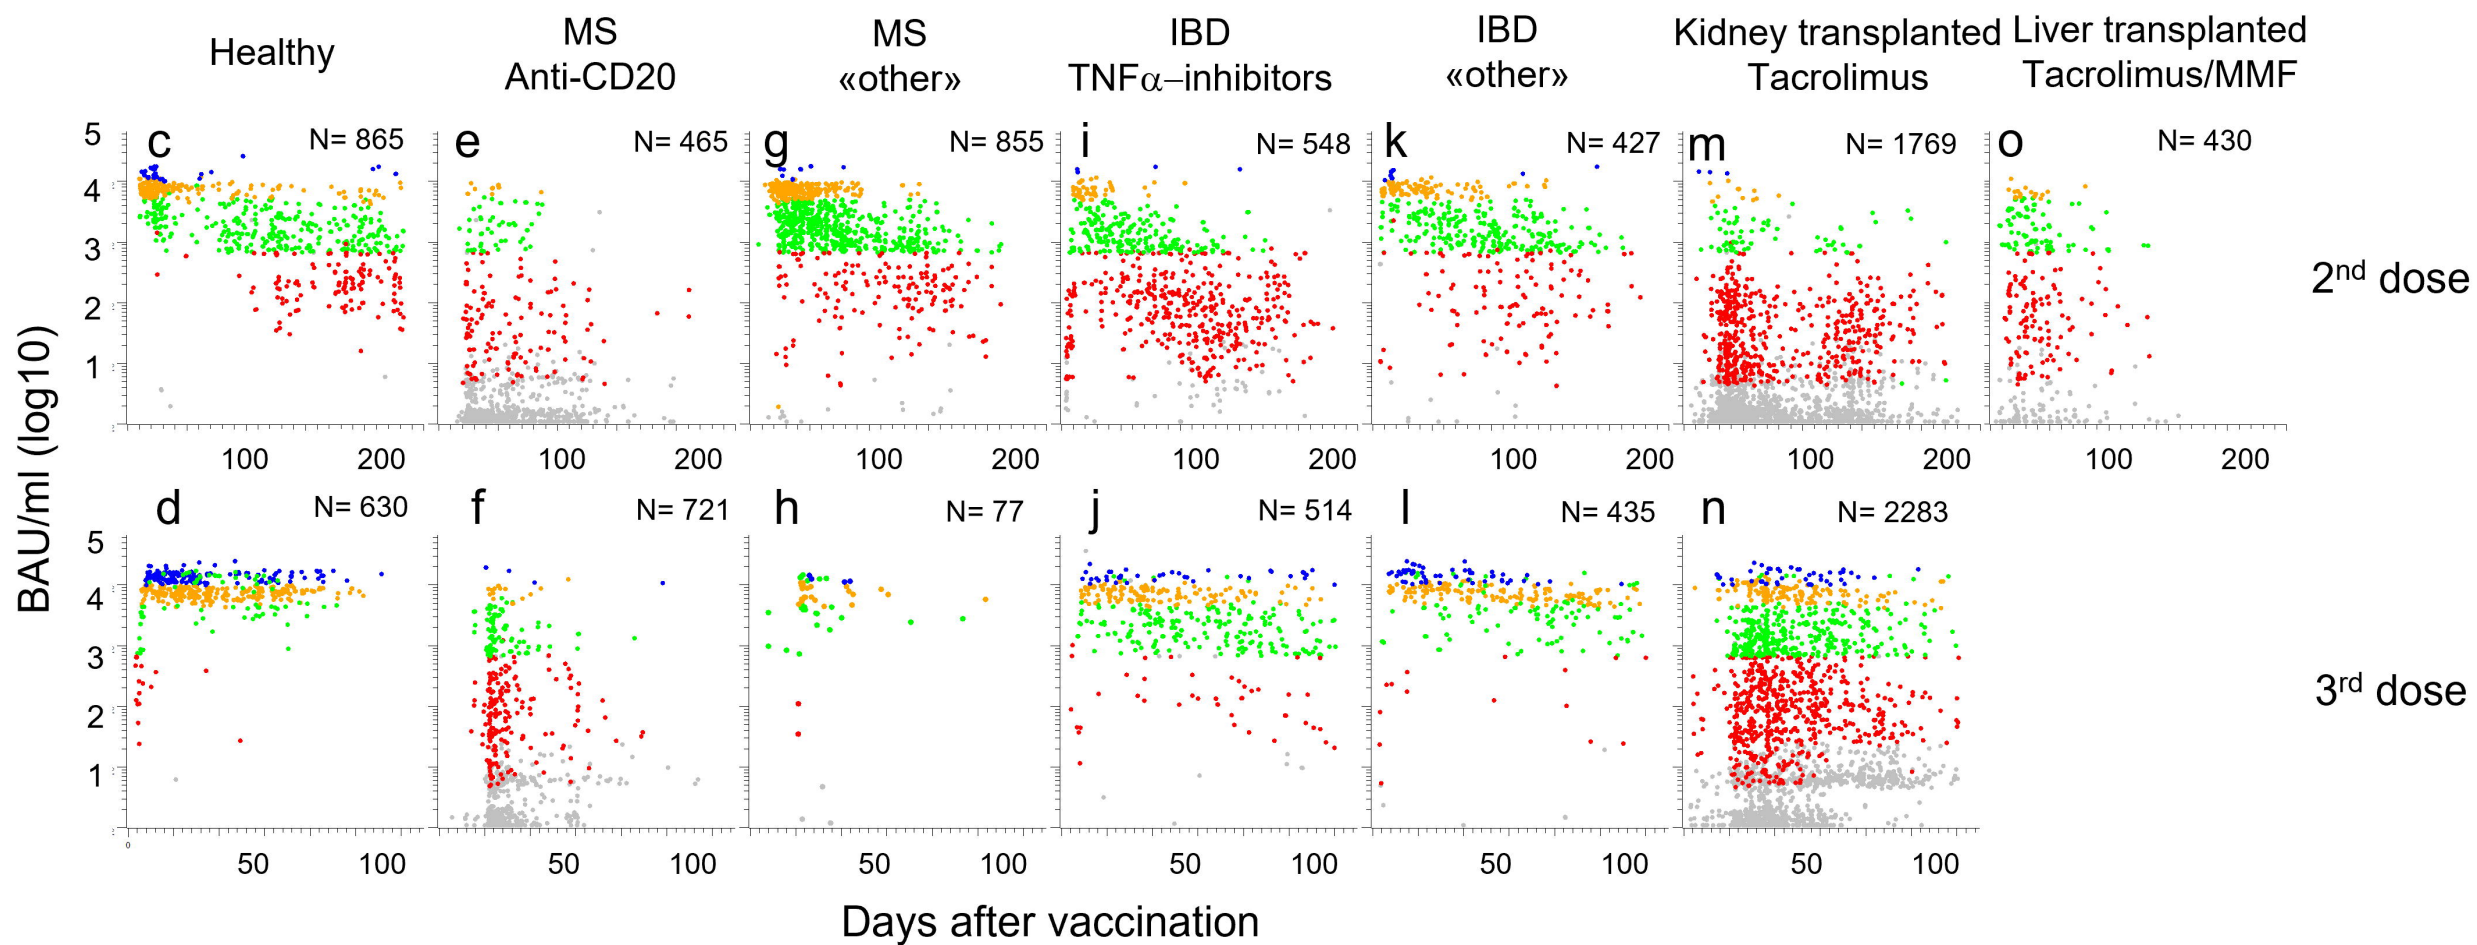 Healthy
MS
Anti-CD20
MS
«other»
IBD
TNFα–inhibitors
IBD
«other»
Kidney transplanted
Tacrolimus
Liver transplanted
Tacrolimus/MMF
BAU/ml (log10)
5
4
3
2
1
c
N= 865
e
N= 465
g
N= 855
i
N= 548
k
N= 427
m
N= 1769
o
N= 430
2nd dose
100 200
100 200
100 200
100 200
100 200
100 200
100 200
5
4
3
2
1
d
N= 630
f
N= 721
h
N= 77
j
N= 514
l
N= 435
n
N= 2283
3rd dose
0
50 100
50 100
50 100
50 100
50 100
50 100
Days after vaccination